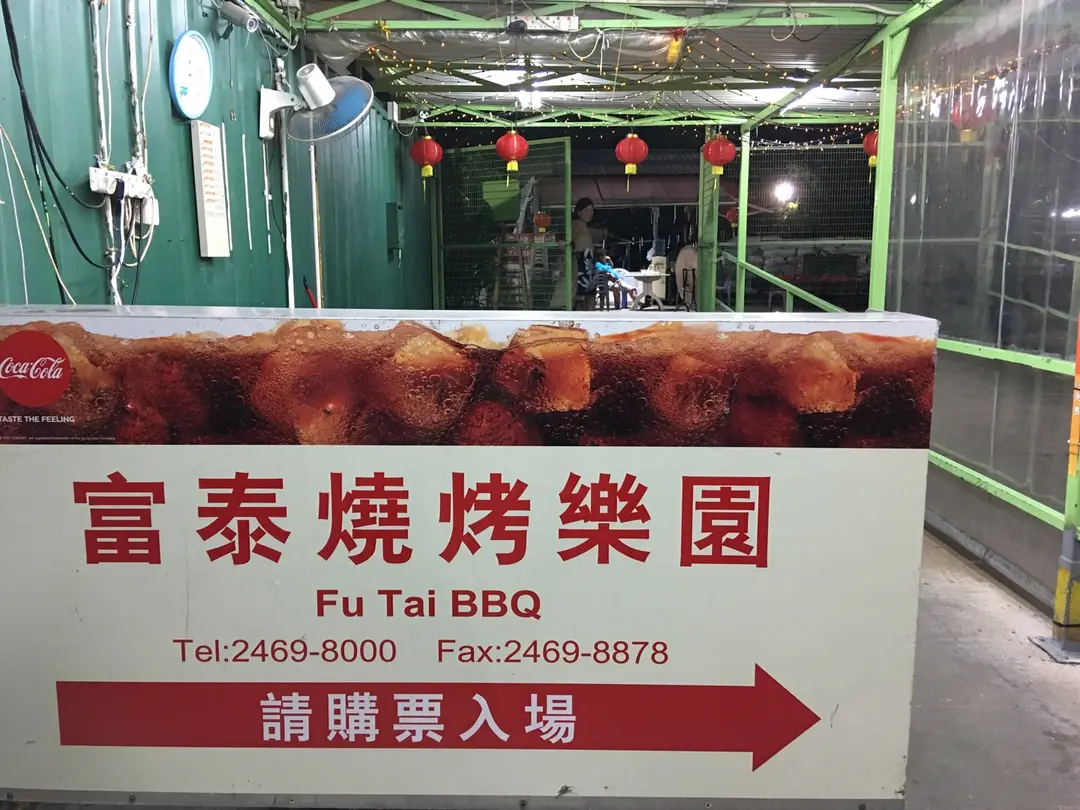 Coca-Cola
TASTE THE FEELING
富泰燒烤樂園
Fu Tai BBQ
Tel:2469-8000 Fax:2469-8878
請購票入場